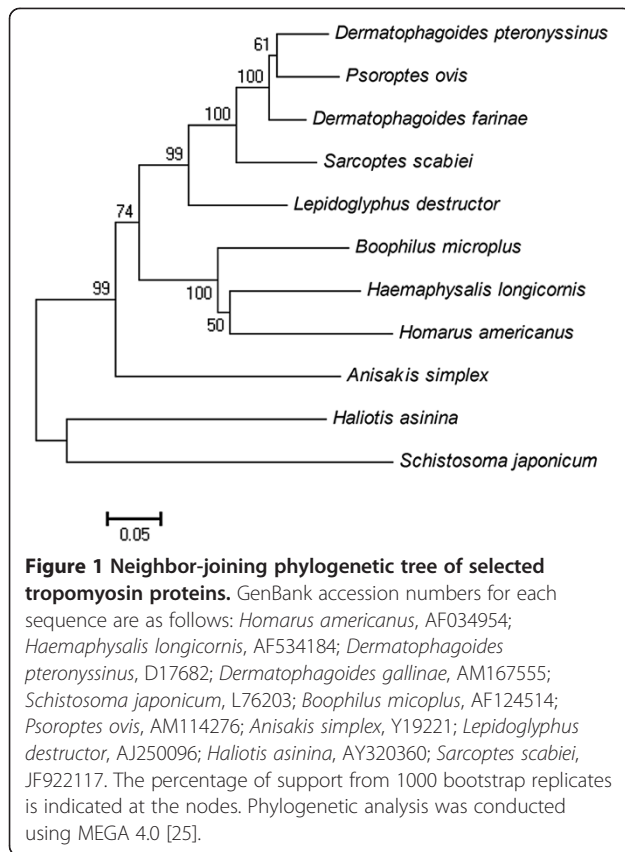 Dermatophagoides pteronyssinus
61
Psoroptes ovis
100
Dermatophagoides farinae
100
Sarcoptes scabiei
99
Lepidoglyphus destructor
74
Boophilus microplus
99
100
Haemaphysalis longicornis
50
Homarus americanus
Anisakis simplex
Haliotis asinina
Schistosoma japonicum
0.05
Figure 1 Neighbor-joining phylogenetic tree of selected
tropomyosin proteins. GenBank accession numbers for each
sequence are as follows: Homarus americanus, AF034954;
Haemaphysalis longicornis, AF534184; Dermatophagoides
pteronyssinus, D17682; Dermatophagoides gallinae, AM167555;
Schistosoma japonicum, L76203; Boophilus micoplus, AF124514;
Psoroptes ovis, AM114276; Anisakis simplex, Y19221; Lepidoglyphus
destructor, AJ250096; Haliotis asinina, AY320360; Sarcoptes scabiei,
JF922117. The percentage of support from 1000 bootstrap replicates
is indicated at the nodes. Phylogenetic analysis was conducted
using MEGA 4.0 [25].